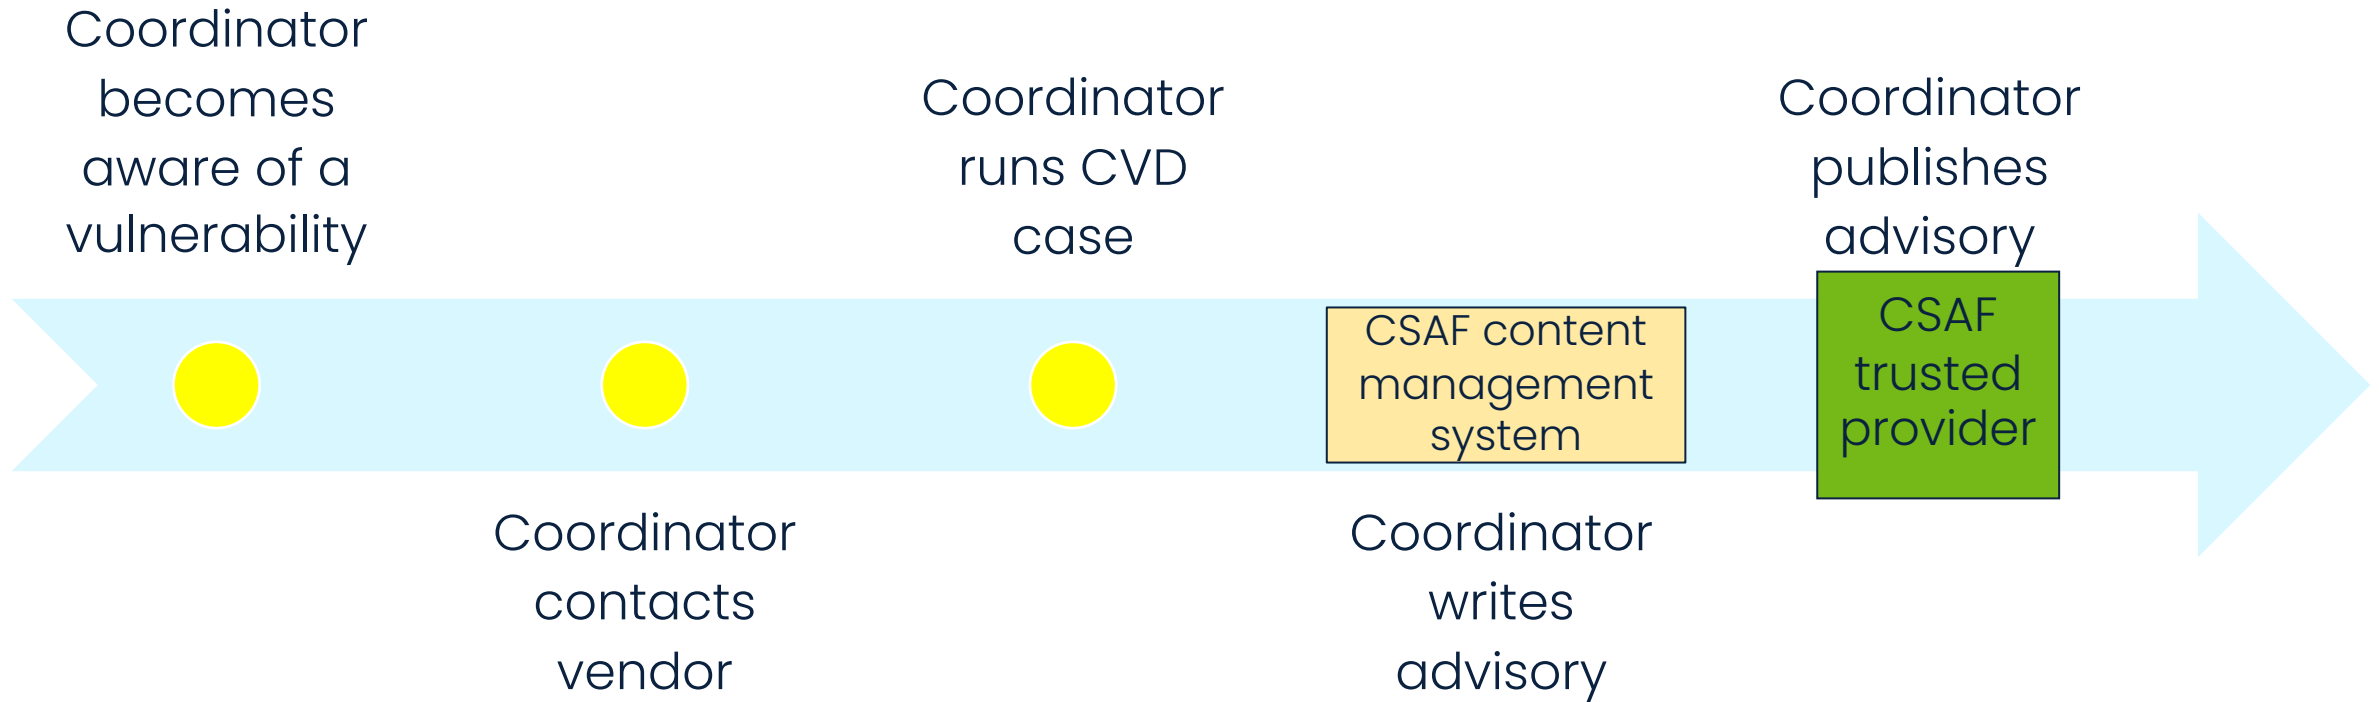 Coordinator
becomes
aware of a
vulnerability
Coordinator
contacts
vendor
Coordinator
runs CVD
case
CSAF content
management
system
Coordinator
writes
advisory
Coordinator
publishes
advisory
CSAF
trusted
provider